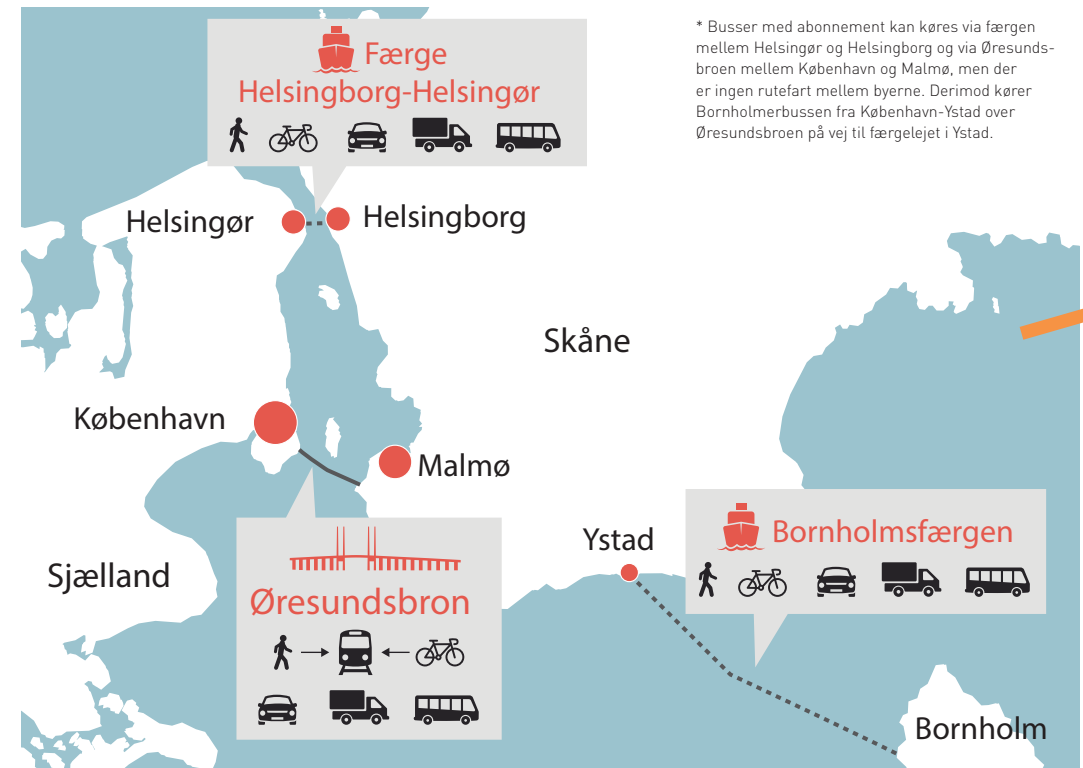 * Busser med abonnement kan køres via færgen
mellem Helsingør og Helsingborg og via Øresunds-
broen mellem København og Malmø, men der
er ingen rutefart mellem byerne. Derimod kører
Bornholmerbussen fra København-Ystad over
Øresundsbroen på vej til færgelejet i Ystad.
Færge
Helsingborg-Helsingør
Helsingør
Helsingborg
Skåne
København
Malmø
Sjælland
Øresundsbron
Ystad
Bornholmsfærgen
Bornholm